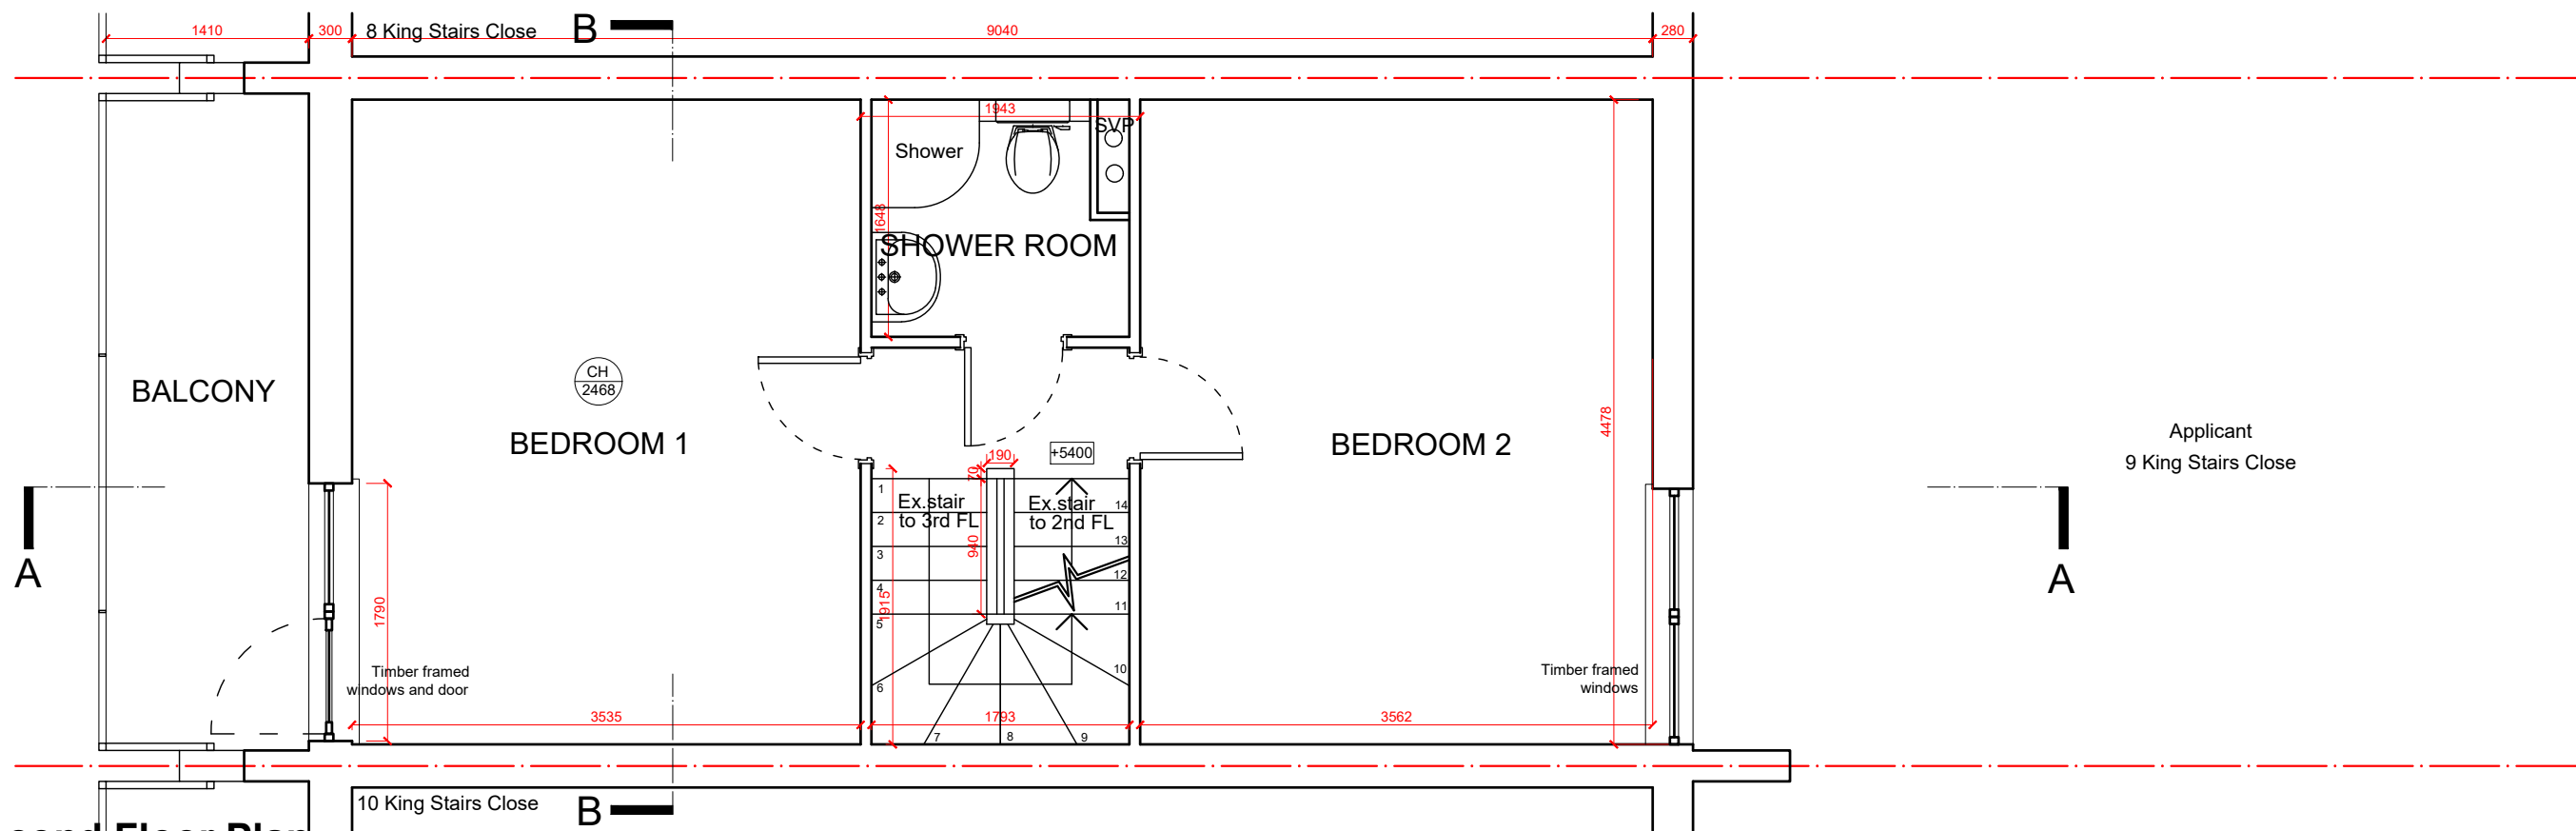 1410
300
8 King Stairs Close
B
9040
280
1943
SVP
Shower
1648
SHOWER ROOM
CH
2468
BALCONY
BEDROOM 1
BEDROOM 2
4478
Applicant
9 King Stairs Close
+5400
190
70
A
A
1
2
3
4
5
6
7
8
9
10
11
12
13
14
Ex.stair
to 3rd FL
Ex.stair
to 2nd FL
940
1915
1790
Timber framed
windows and door
Timber framed
windows
3535
1793
3562
10 King Stairs Close
B
Floor Plan